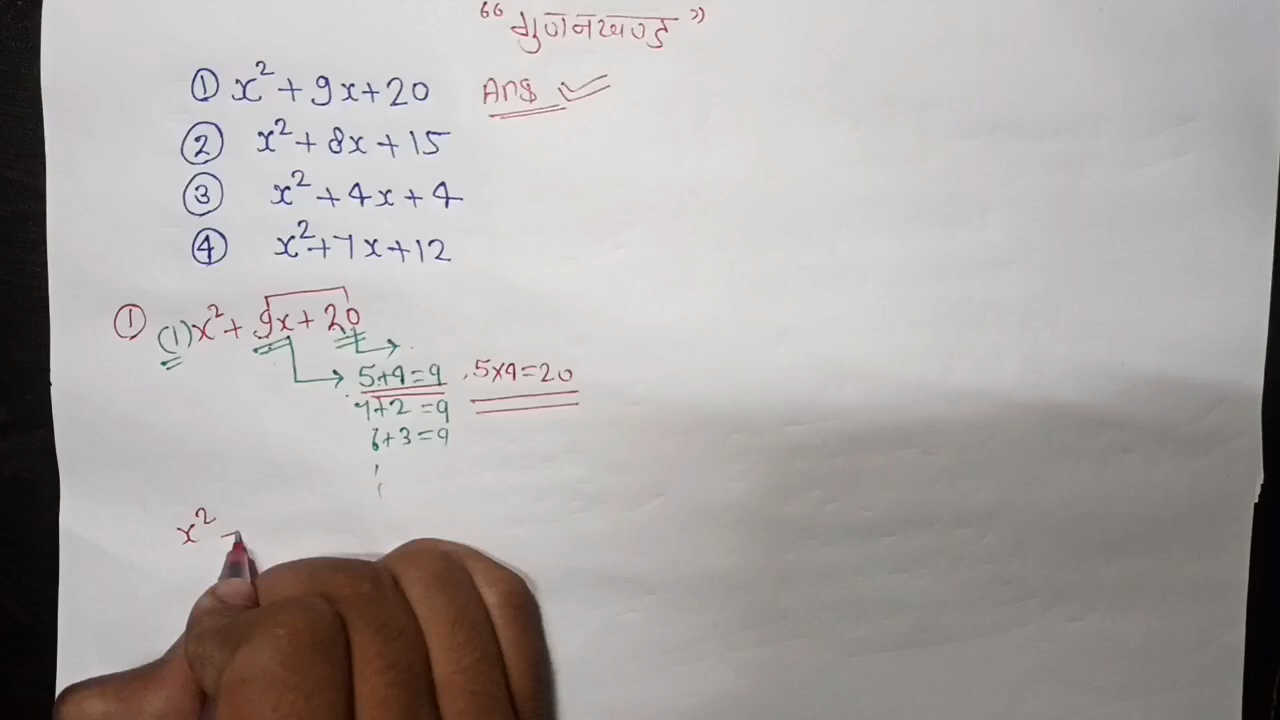 “गुणनखण्ड”
① x² + 9x + 20 Ans ✓
② x² + 8x + 15
③ x² + 4x + 4
④ x² + 7x + 12
① (1)x² + 9x + 20
5+4=9 , 5×4=20
7+2=9
6+3=9
x² -